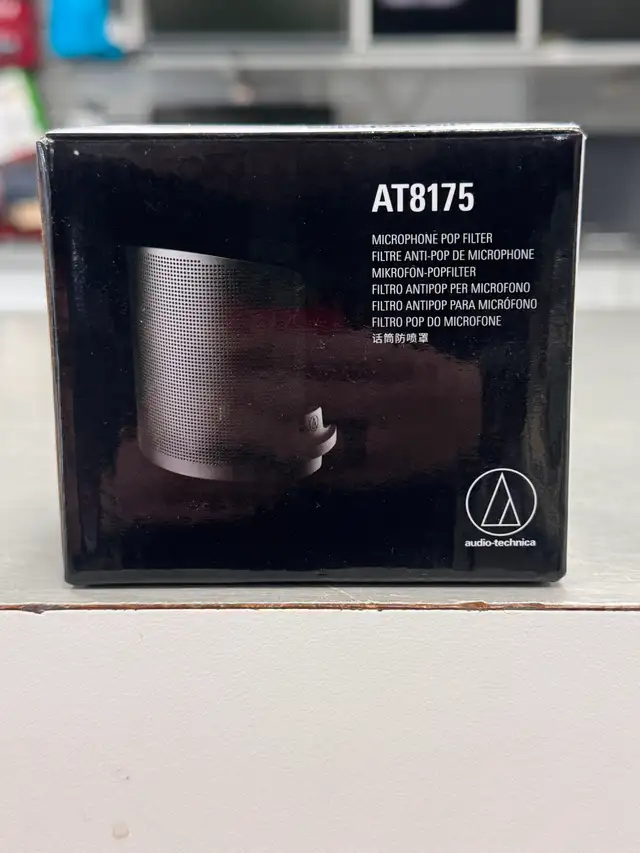 AT8175
MICROPHONE POP FILTER
FILTRE ANTI-POP DE MICROPHONE
MIKROFON-POPFILTER
FILTRO ANTIPOP PER MICROFONO
FILTRO ANTIPOP PARA MICRÓFONO
FILTRO POP DO MICROFONE
话筒防喷罩
audio-technica